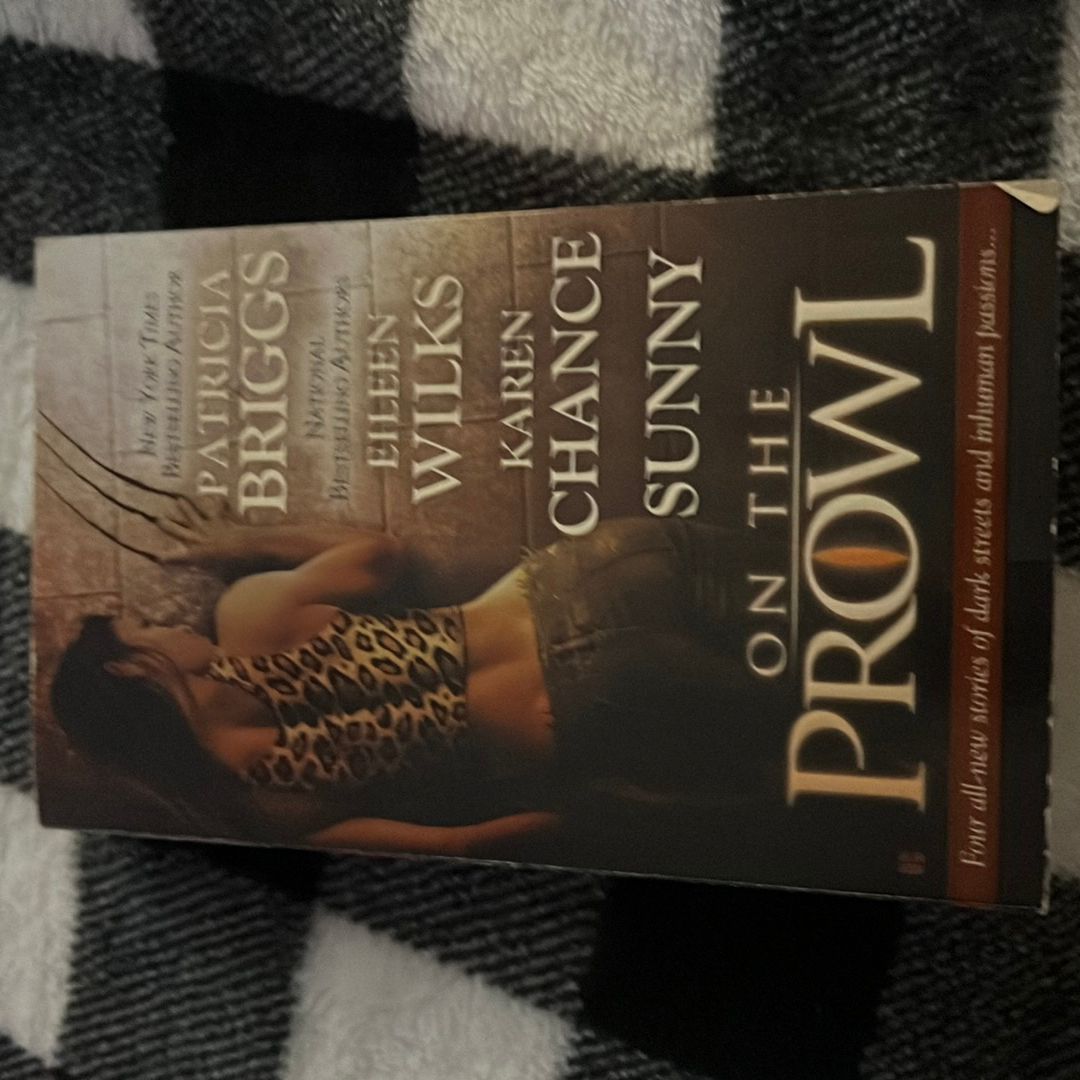 NEW YORK TIMES
BESTSELLING AUTHOR
PATRICIA
BRIGGS
NATIONAL
BESTSELLING AUTHORS
EILEEN
WILKS
KAREN
CHANCE
SUNNY
ON THE
PROWL
Four all-new stories of dark streets and inhuman passions...